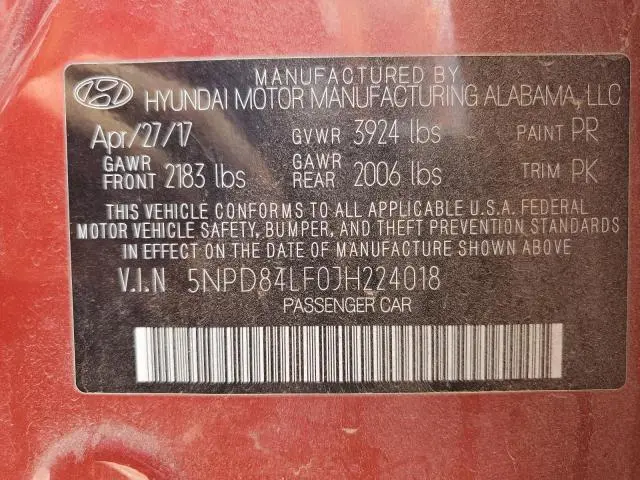 MANUFACTURED BY
HYUNDAI MOTOR MANUFACTURING ALABAMA, LLC
Apr/27/17 GVWR 3924 lbs PAINT PR
GAWR FRONT 2183 lbs GAWR REAR 2006 lbs TRIM PK
THIS VEHICLE CONFORMS TO ALL APPLICABLE U.S.A. FEDERAL
MOTOR VEHICLE SAFETY, BUMPER, AND THEFT PREVENTION STANDARDS
IN EFFECT ON THE DATE OF MANUFACTURE SHOWN ABOVE
V.I.N 5NPD84LF0JH224018
PASSENGER CAR